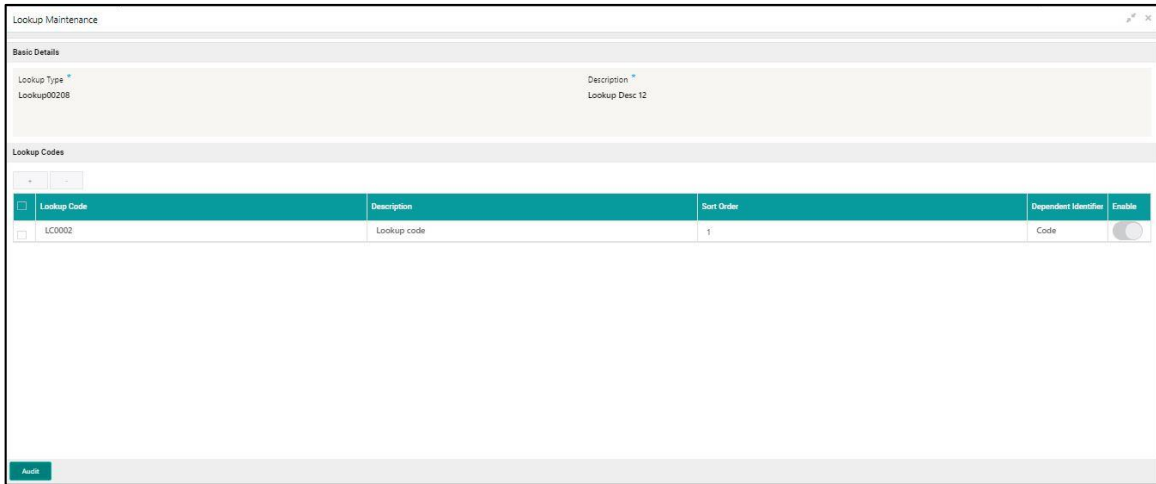 Lookup Maintenance
Basic Details
Lookup Type * Description *
Lookup00208 Lookup Desc 12
Lookup Codes
+ -
Lookup Code Description Sort Order Dependent Identifier Enable
LC0002 Lookup code 1 Code
Audit